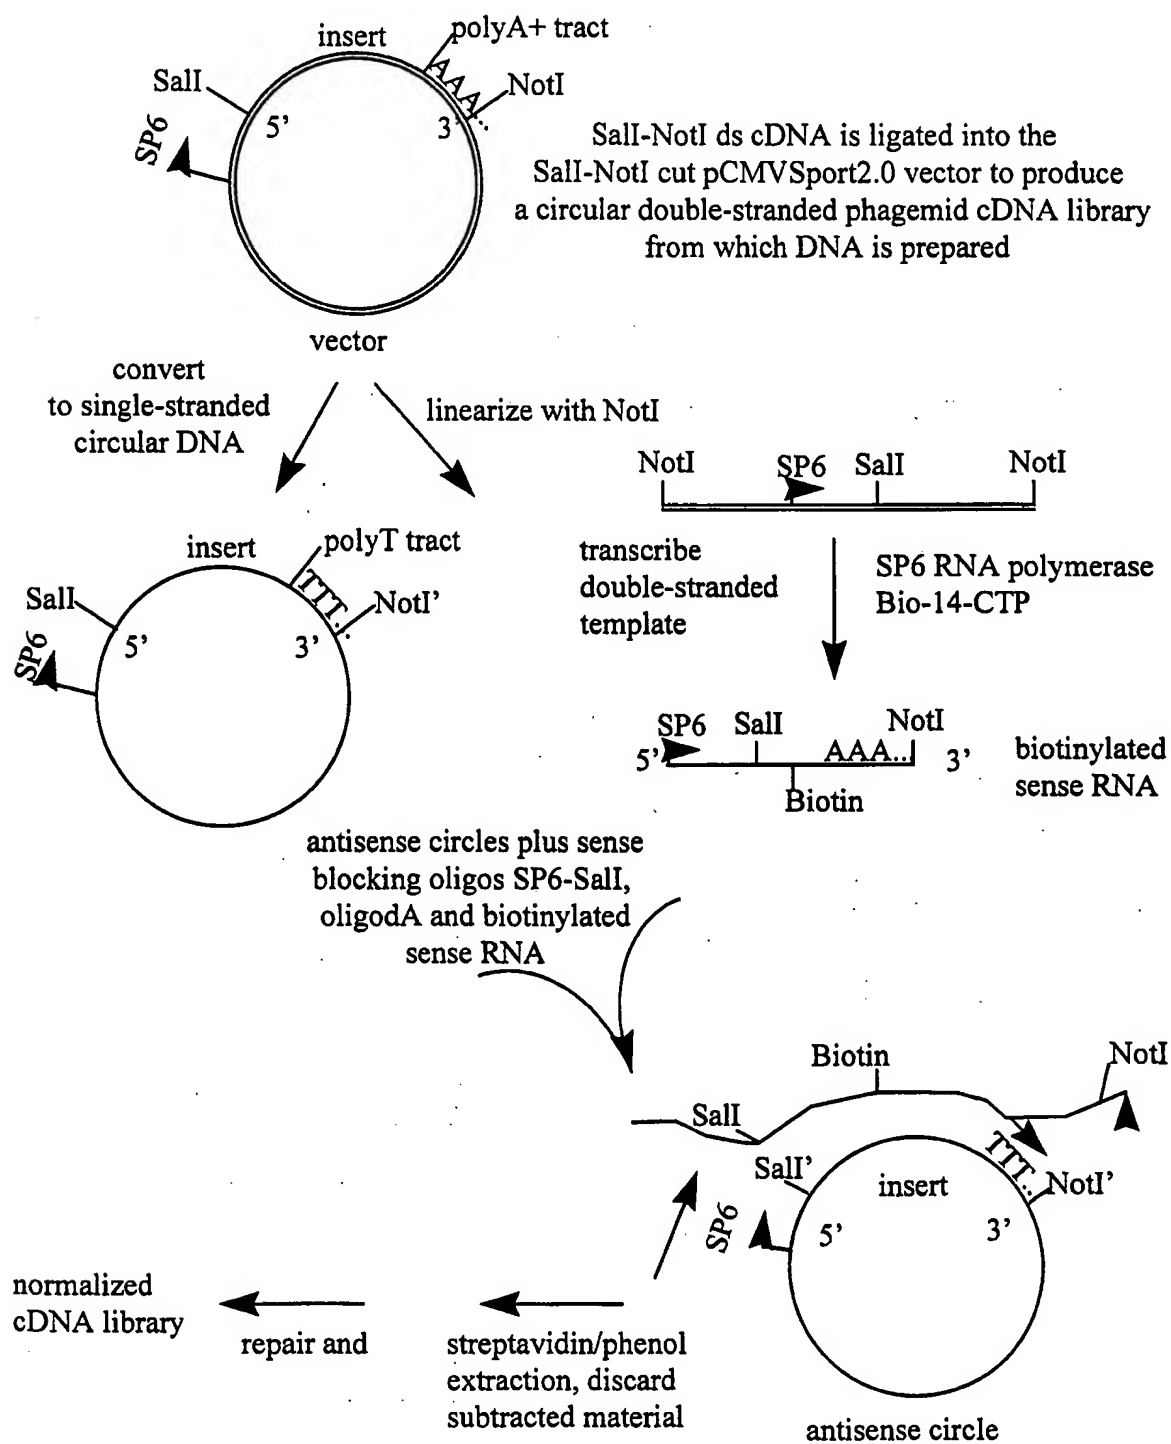 insert
polyA+ tract
AAA..
SalI
NotI
5'
3'
SP6
SalI-NotI ds cDNA is ligated into the
SalI-NotI cut pCMVSport2.0 vector to produce
a circular double-stranded phagemid cDNA library
from which DNA is prepared
vector
convert
to single-stranded
circular DNA
linearize with NotI
NotI
SP6
SalI
NotI
insert
polyT tract
TTT..
SalI
NotI'
5'
3'
SP6
transcribe
double-stranded
template
SP6 RNA polymerase
Bio-14-CTP
SP6
SalI
NotI
5'
AAA..
3'
Biotin
biotinylated
sense RNA
antisense circles plus sense
blocking oligos SP6-SalI,
oligodA and biotinylated
sense RNA
Biotin
NotI
SalI
SalI'
TTT..
NotI'
insert
SP6
5'
3'
normalized
cDNA library
repair and
streptavidin/phenol
extraction, discard
subtracted material
antisense circle